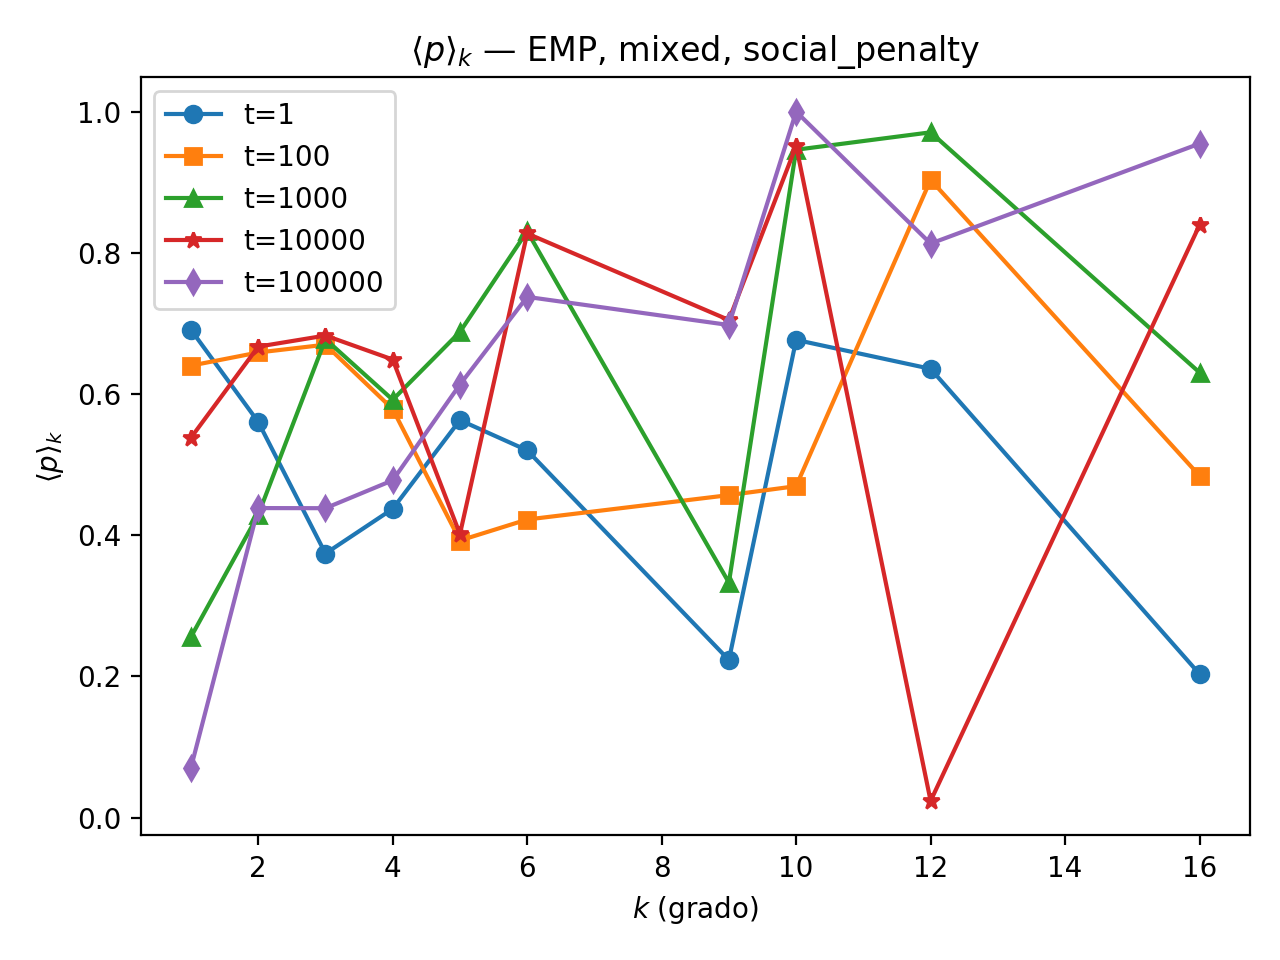 ⟨p⟩k — EMP, mixed, social_penalty
t=1
t=100
t=1000
t=10000
t=100000
1.0
0.8
0.6
0.4
0.2
0.0
⟨p⟩k
2 4 6 8 10 12 14 16
k (grado)